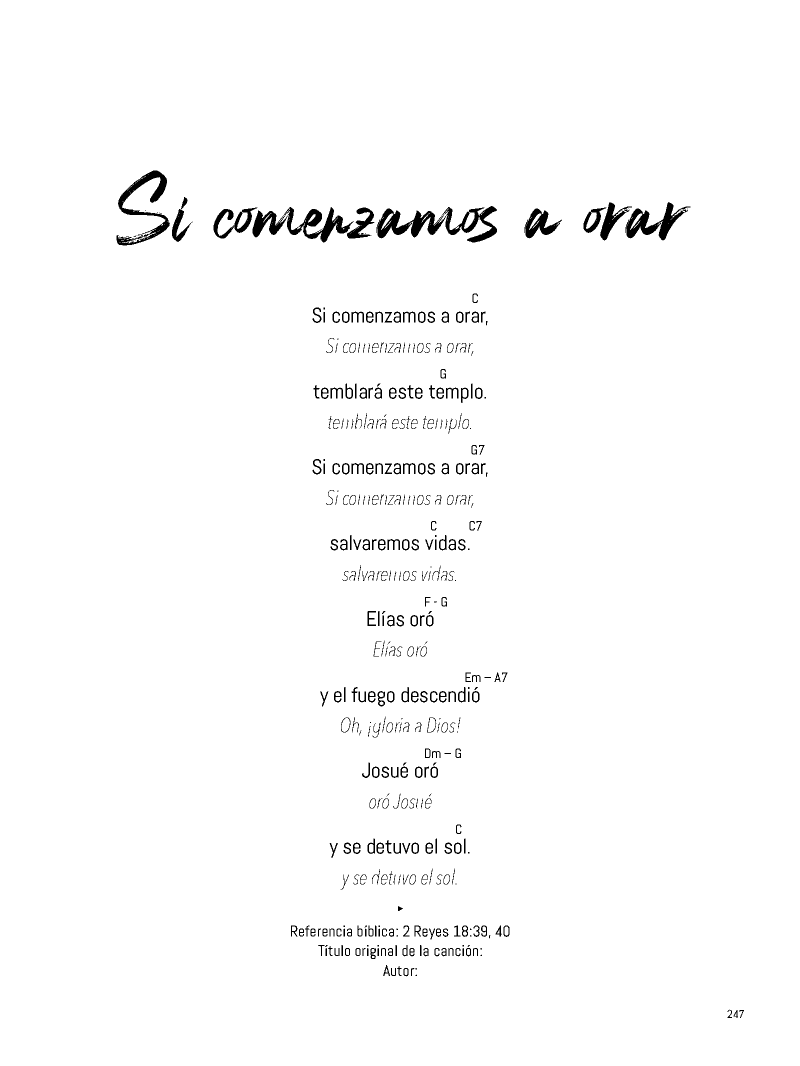 Si comenzamos a orar
C
Si comenzamos a orar,
Si comenzamos a orar,
G
temblará este templo.
temblará este templo.
G7
Si comenzamos a orar,
Si comenzamos a orar,
C C7
salvaremos vidas.
salvaremos vidas.
F - G
Elías oró
Elías oró
Em – A7
y el fuego descendió
Oh, ¡gloria a Dios!
Dm – G
Josué oró
oró Josué
C
y se detuvo el sol.
y se detuvo el sol.
Referencia bíblica: 2 Reyes 18:39, 40
Título original de la canción:
Autor:
247